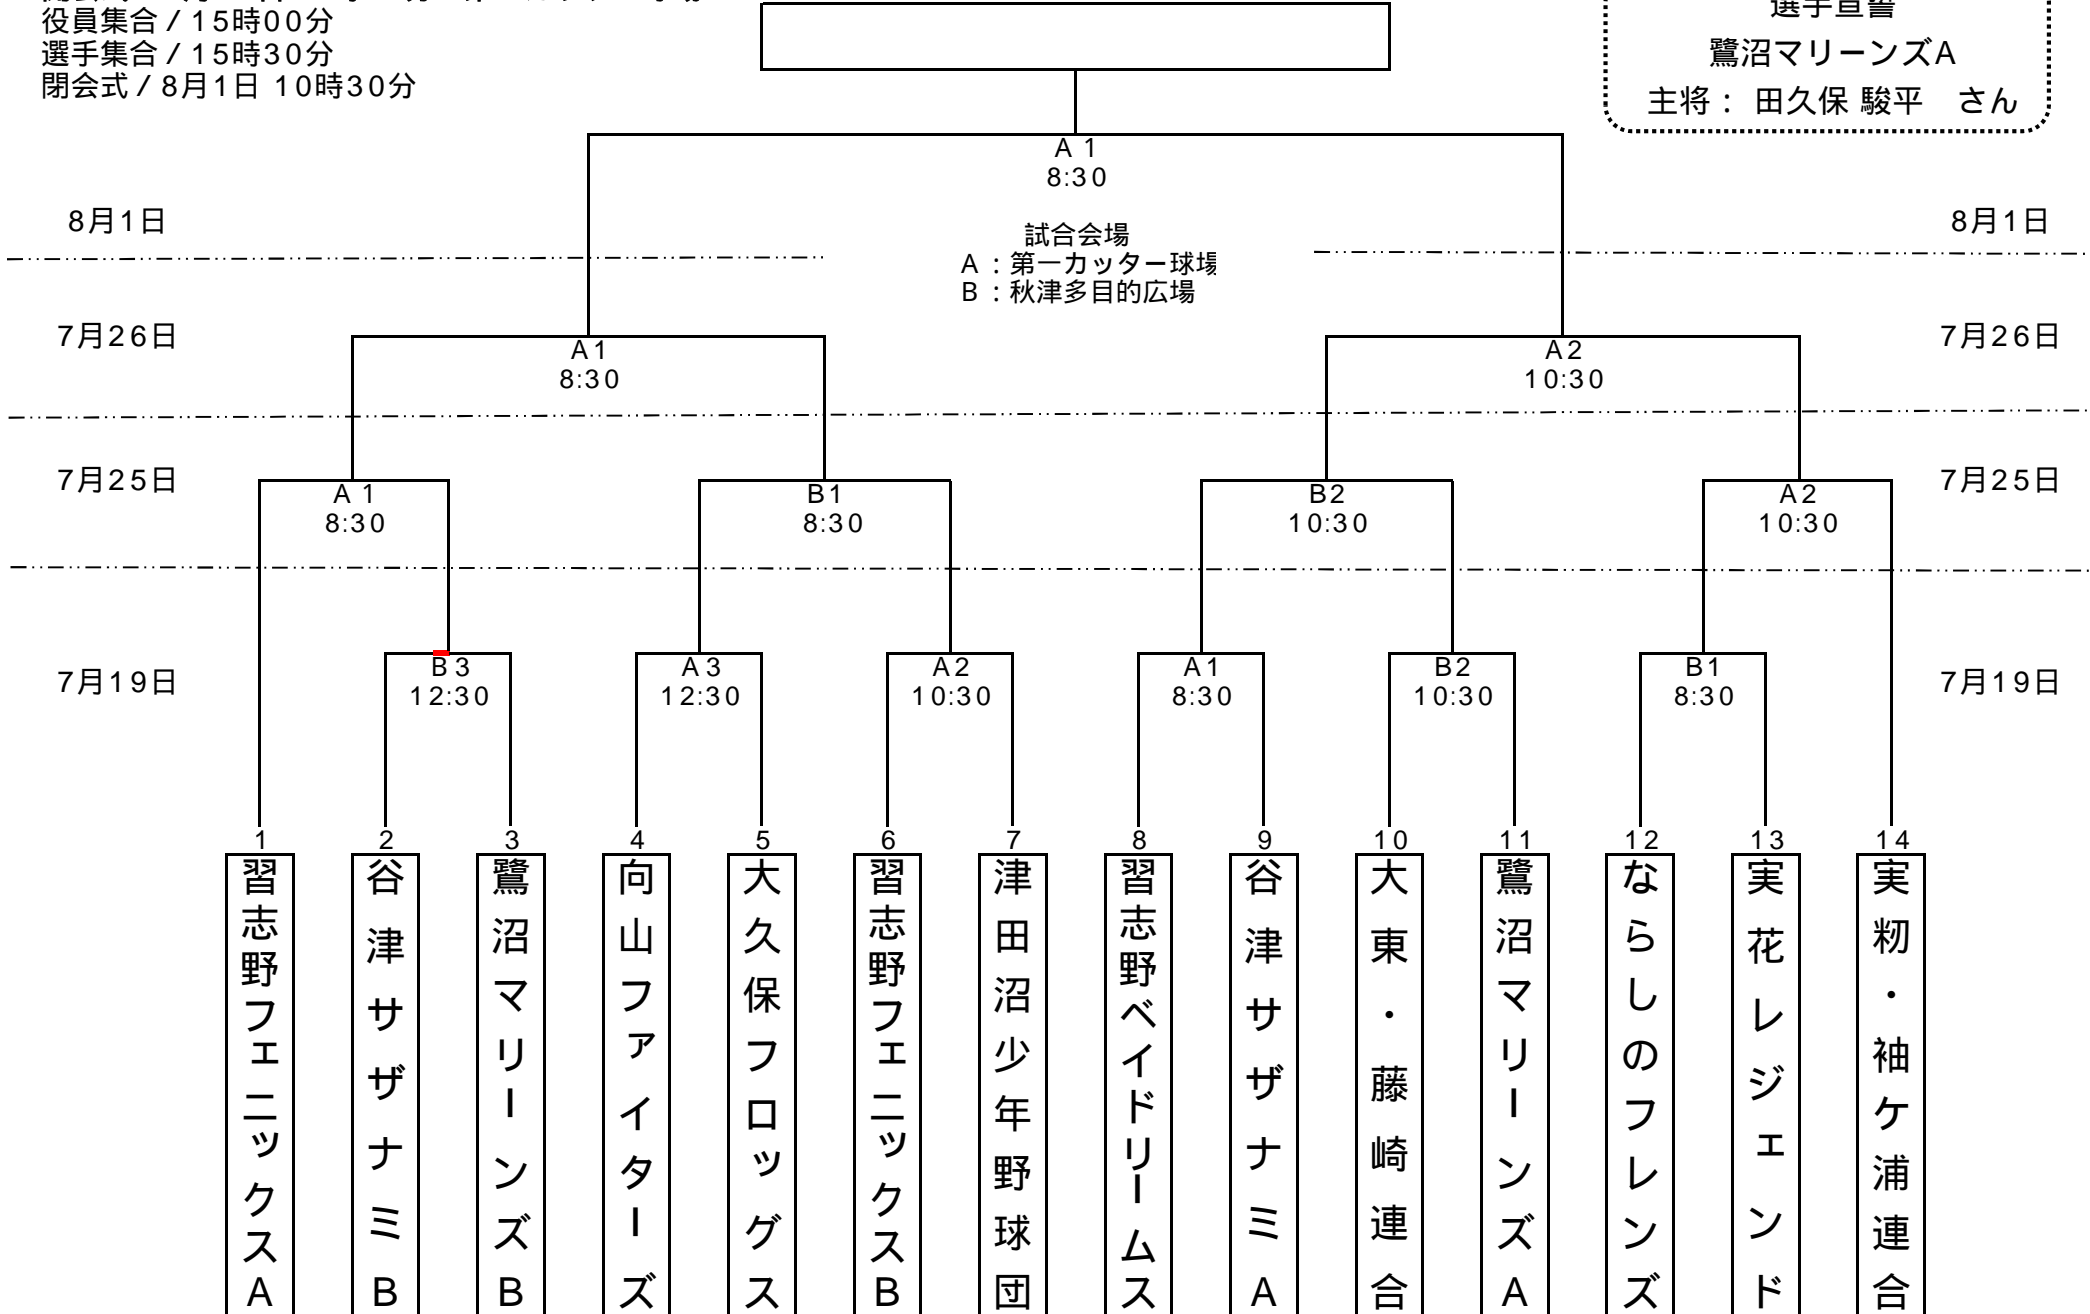 役員集合 / 15時00分
選手集合 / 15時30分
閉会式 / 8月1日 10時30分
選手宣誓
鷺沼マリーンズA
主将： 田久保 駿平　さん
A 1
8:30
8月1日
8月1日
試合会場
A ：第一カッター球場
B ：秋津多目的広場
7月26日
A1
8:30
A2
10:30
7月26日
7月25日
A 1
8:30
B1
8:30
B2
10:30
A2
10:30
7月25日
7月19日
B3
12:30
A3
12:30
A2
10:30
A1
8:30
B2
10:30
B1
8:30
7月19日
1
2
3
4
5
6
7
8
9
10
11
12
13
14
習志野フェニックスA
谷津サザナミB
鷺沼マリーンズB
向山ファイターズ
大久保フロッグス
習志野フェニックスB
津田沼少年野球団
習志野ベイドリームス
谷津サザナミA
大東・藤崎連合
鷺沼マリーンズA
ならしのフレンズ
実花レジェンド
実籾・袖ケ浦連合